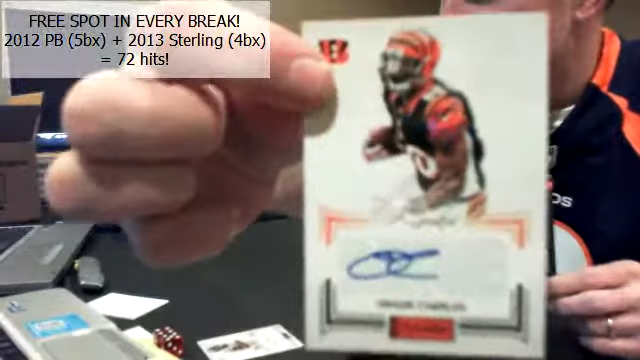 FREE SPOT IN EVERY BREAK!
2012 PB (5bx) + 2013 Sterling (4bx)
= 72 hits!